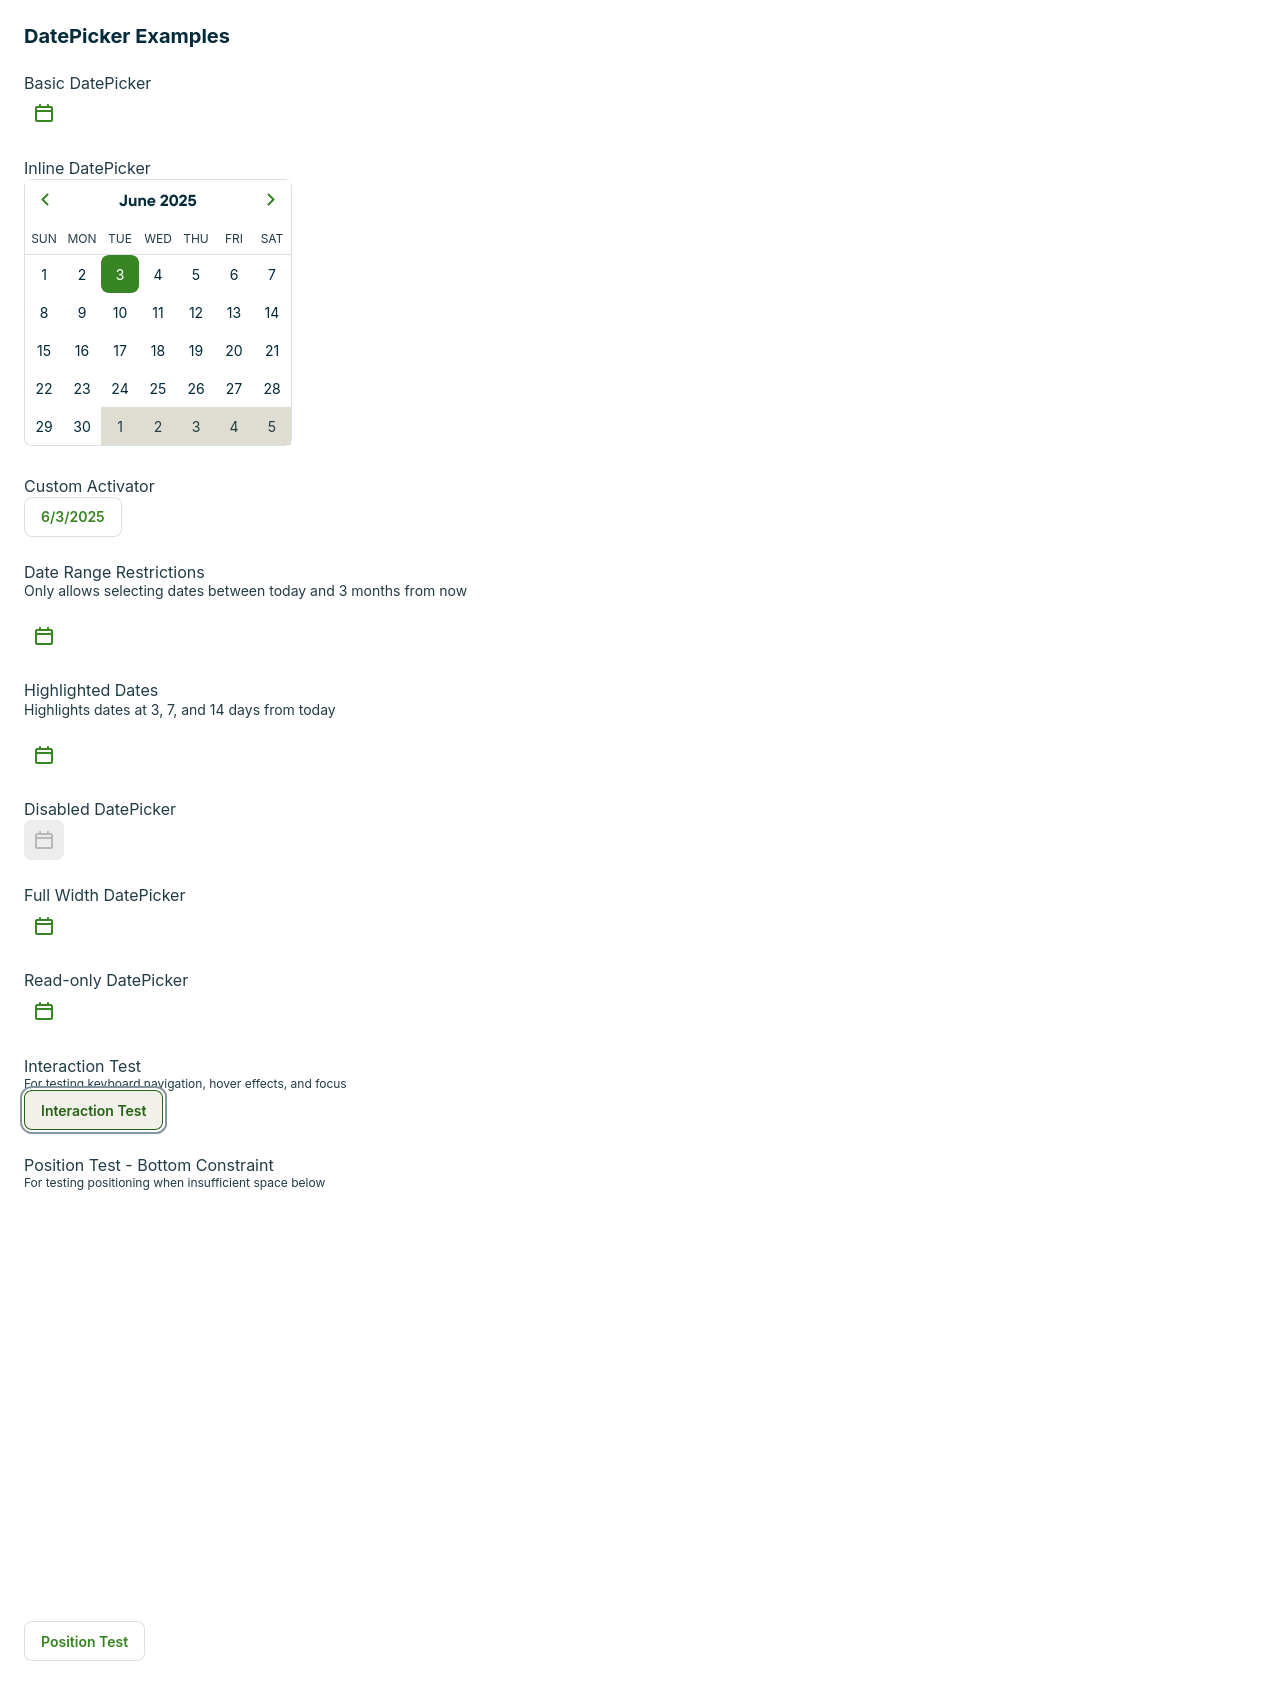 DatePicker Examples
Basic DatePicker
Inline DatePicker
June 2025
SUN MON TUE WED THU FRI SAT
1 2 3 4 5 6 7
8 9 10 11 12 13 14
15 16 17 18 19 20 21
22 23 24 25 26 27 28
29 30 1 2 3 4 5
Custom Activator
6/3/2025
Date Range Restrictions
Only allows selecting dates between today and 3 months from now
Highlighted Dates
Highlights dates at 3, 7, and 14 days from today
Disabled DatePicker
Full Width DatePicker
Read-only DatePicker
Interaction Test
For testing keyboard navigation, hover effects, and focus
Interaction Test
Position Test - Bottom Constraint
For testing positioning when insufficient space below
Position Test